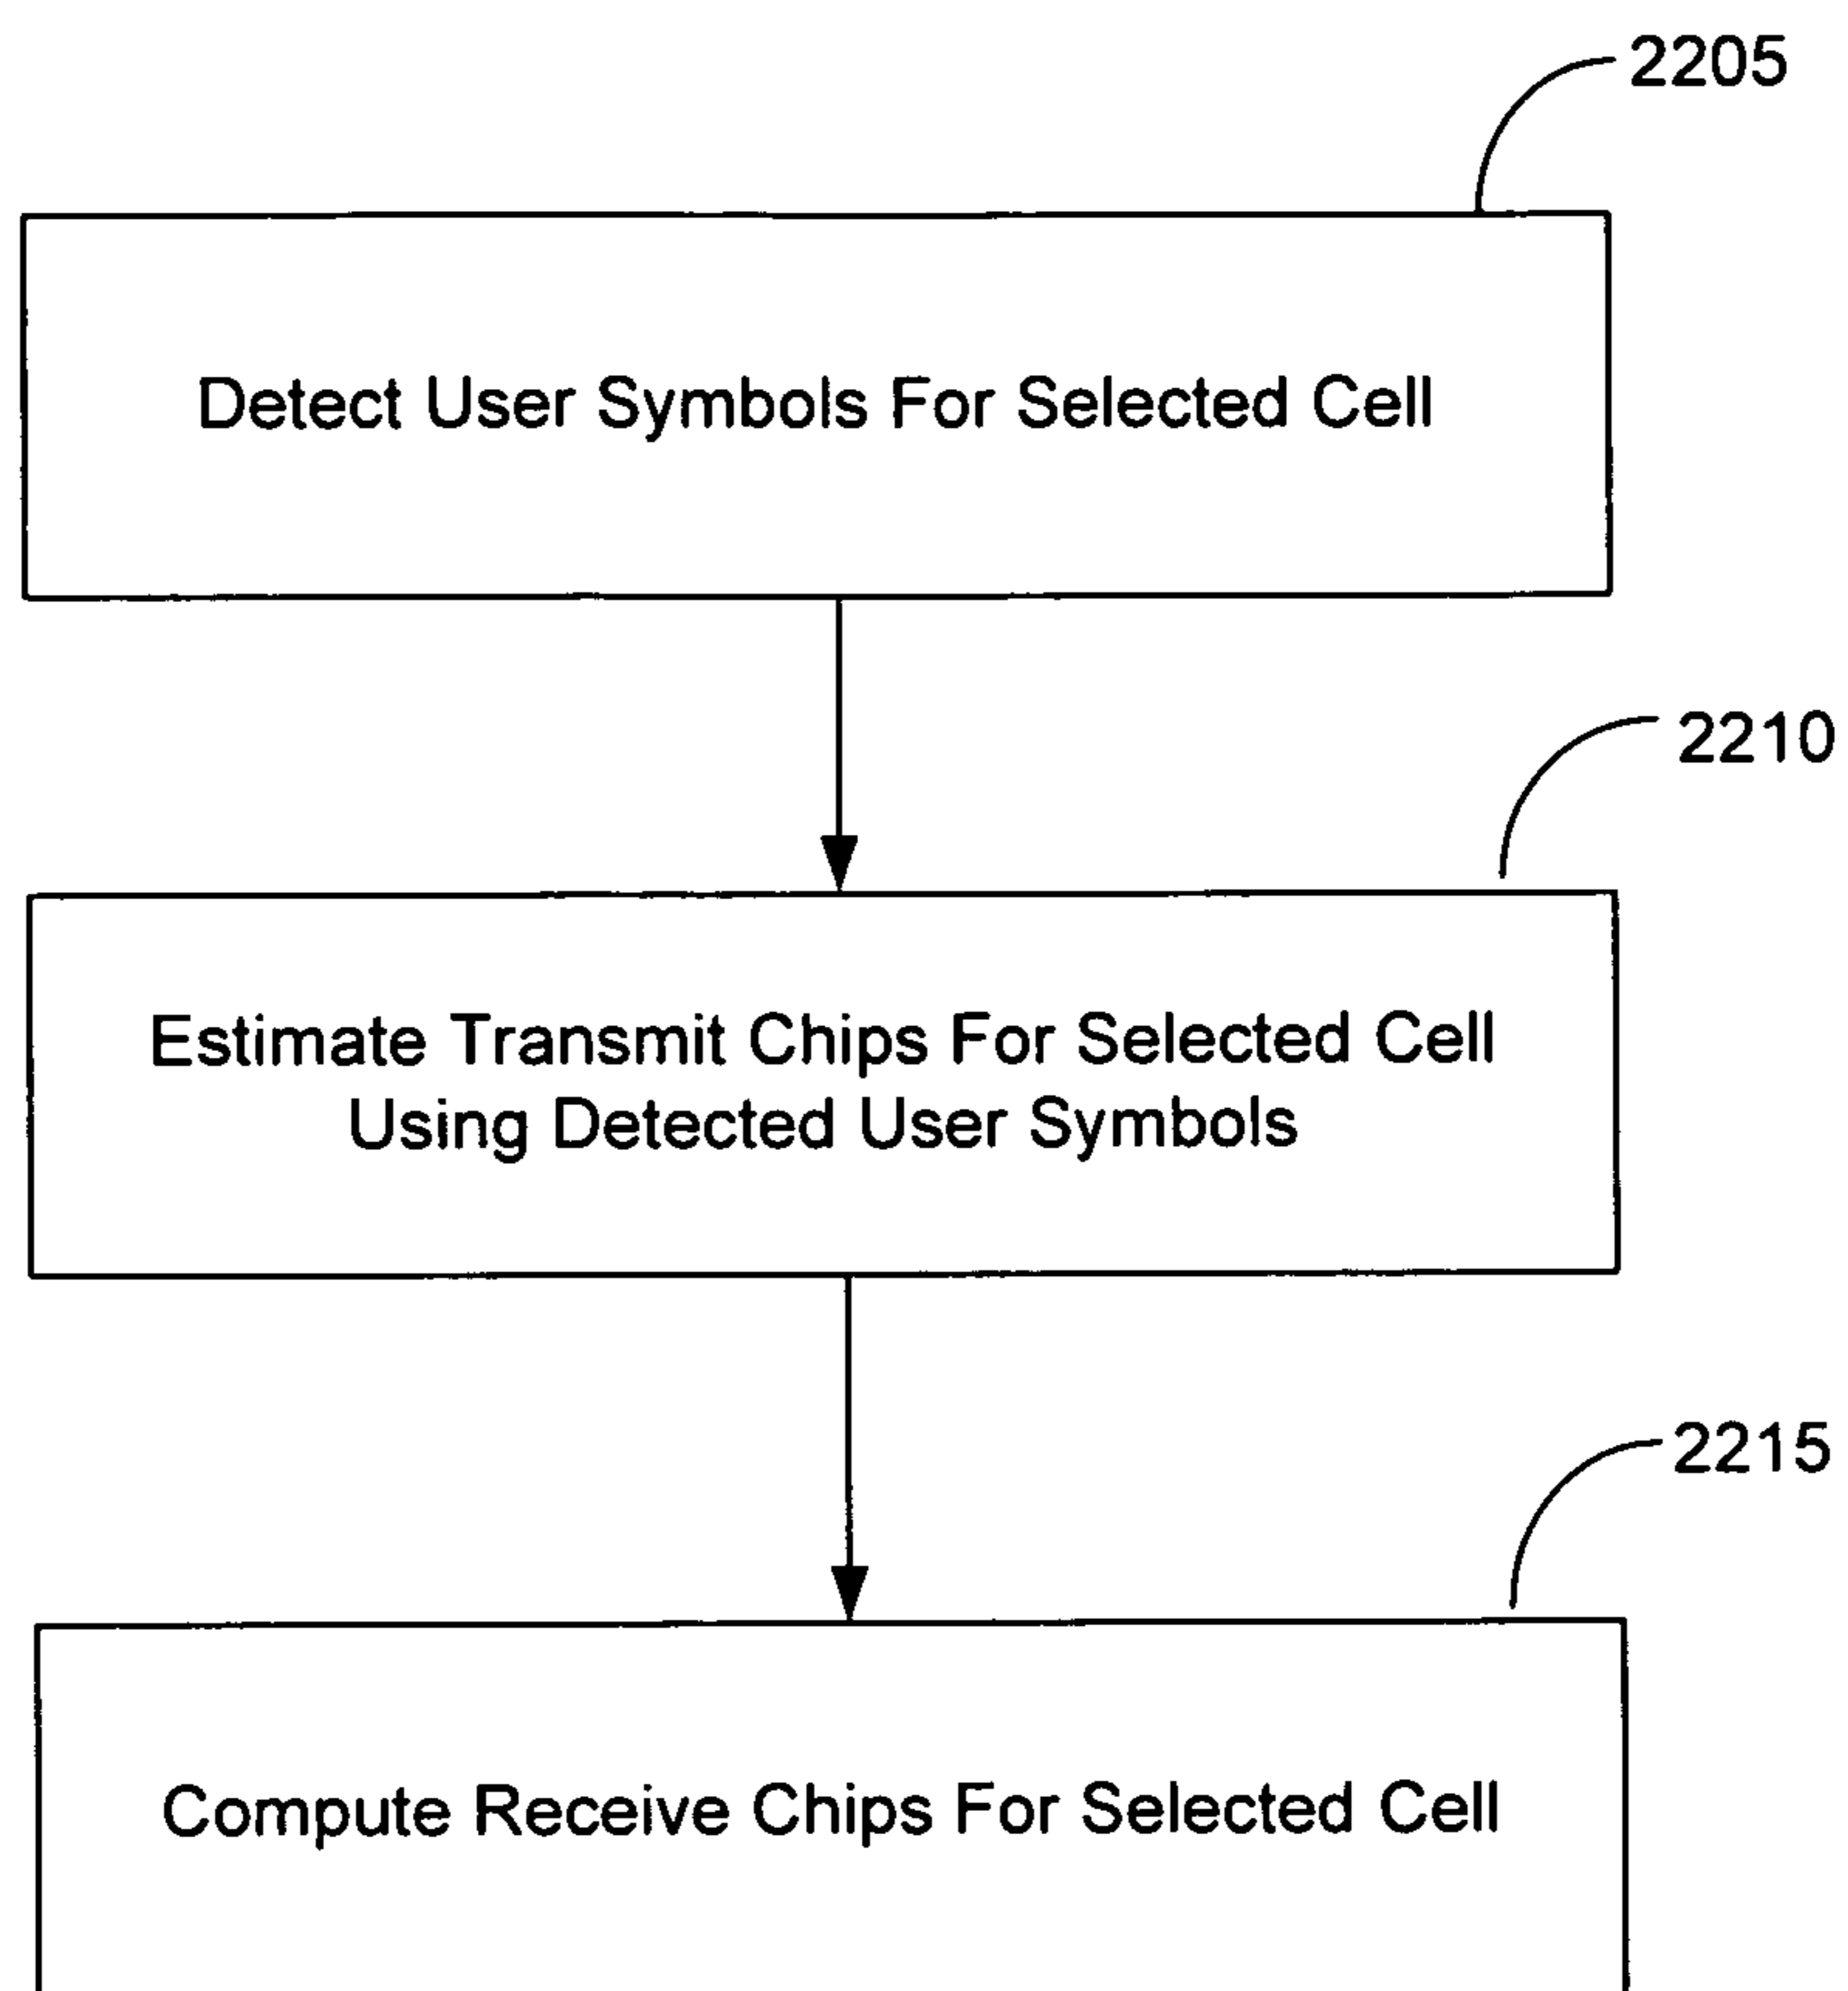 2205
Detect User Symbols For Selected Cell
2210
Estimate Transmit Chips For Selected Cell
Using Detected User Symbols
2215
Compute Receive Chips For Selected Cell